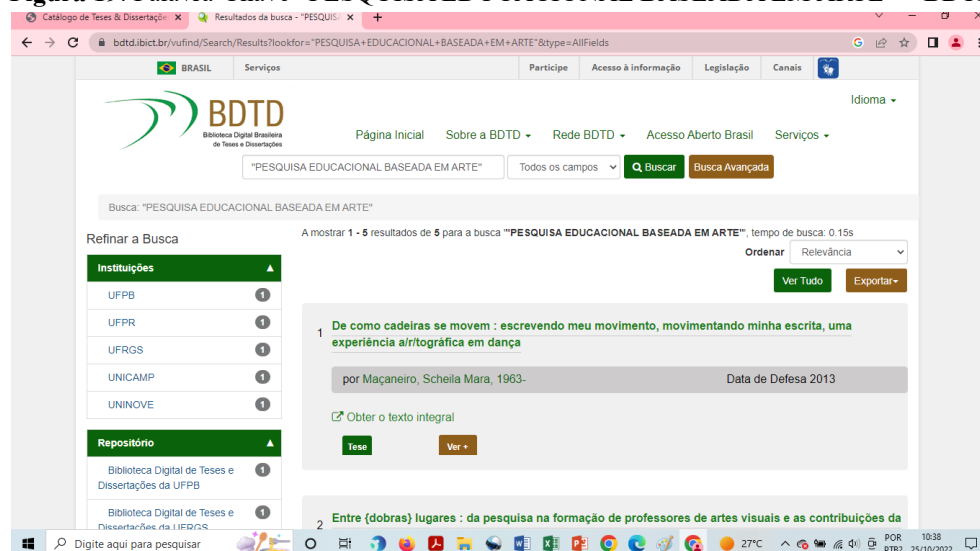 Catálogo de Teses & Dissertaçõe
Resultados da busca - "PESQUIS
bdtd.ibict.br/vufind/Search/Results?lookfor="PESQUISA+EDUCACIONAL+BASEADA+EM+ARTE"&type=AllFields
BRASIL Serviços Participe Acesso à informação Legislação Canais
Idioma
BDTD
Biblioteca Digital Brasileira
de Teses e Dissertações
Página Inicial Sobre a BDTD Rede BDTD Acesso Aberto Brasil Serviços
"PESQUISA EDUCACIONAL BASEADA EM ARTE" Todos os campos Buscar Busca Avançada
Busca: "PESQUISA EDUCACIONAL BASEADA EM ARTE"
Refinar a Busca
A mostrar 1 - 5 resultados de 5 para a busca '"PESQUISA EDUCACIONAL BASEADA EM ARTE"', tempo de busca: 0.15s
Ordenar Relevância
Ver Tudo Exportar
Instituições
UFPB 1
UFPR 1
UFRGS 1
UNICAMP 1
UNINOVE 1
Repositório
Biblioteca Digital de Teses e 1
Dissertações da UFPB
Biblioteca Digital de Teses e 1
Dissertações da UFRGS
1 De como cadeiras se movem : escrevendo meu movimento, movimentando minha escrita, uma
experiência a/r/tográfica em dança
por Maçaneiro, Scheila Mara, 1963- Data de Defesa 2013
Obter o texto integral
Tese Ver +
2 Entre {dobras} lugares : da pesquisa na formação de professores de artes visuais e as contribuições da
Digite aqui para pesquisar
27°C
POR 10:38
PTB2 25/10/2022